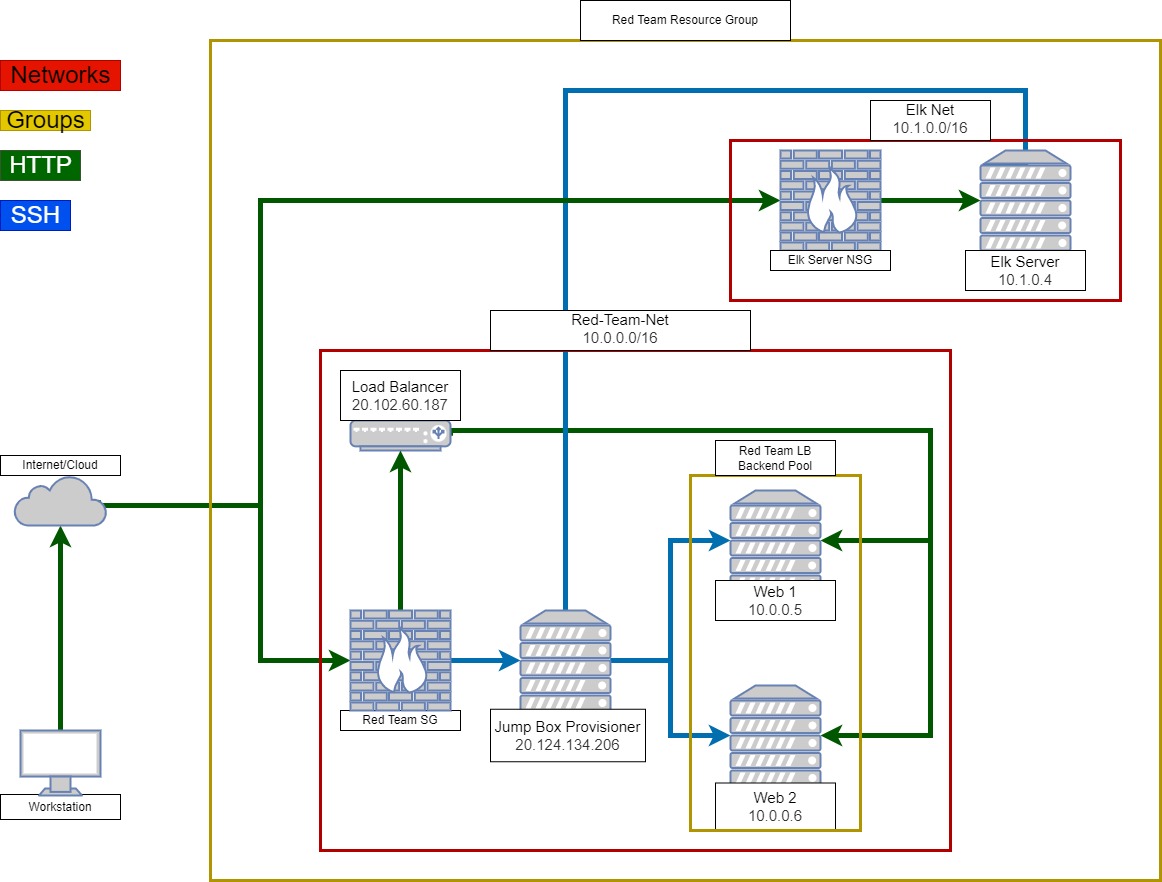 Red Team Resource Group
Networks
Groups
HTTP
SSH
Elk Net
10.1.0.0/16
Elk Server NSG
Elk Server
10.1.0.4
Red-Team-Net
10.0.0.0/16
Load Balancer
20.102.60.187
Red Team LB
Backend Pool
Internet/Cloud
Web 1
10.0.0.5
Red Team SG
Jump Box Provisioner
20.124.134.206
Web 2
10.0.0.6
Workstation